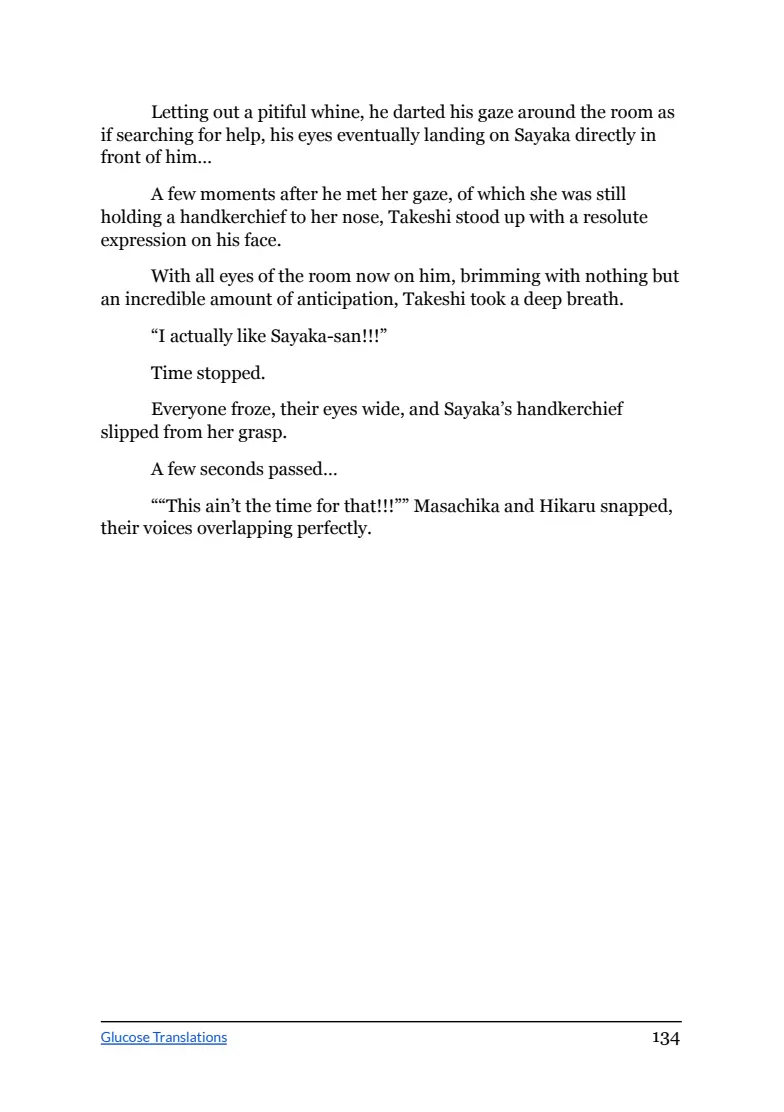 Letting out a pitiful whine, he darted his gaze around the room as
if searching for help, his eyes eventually landing on Sayaka directly in
front of him…
A few moments after he met her gaze, of which she was still
holding a handkerchief to her nose, Takeshi stood up with a resolute
expression on his face.
With all eyes of the room now on him, brimming with nothing but
an incredible amount of anticipation, Takeshi took a deep breath.
“I actually like Sayaka-san!!!”
Time stopped.
Everyone froze, their eyes wide, and Sayaka’s handkerchief
slipped from her grasp.
A few seconds passed…
““This ain’t the time for that!!!”” Masachika and Hikaru snapped,
their voices overlapping perfectly.
Glucose Translations 134